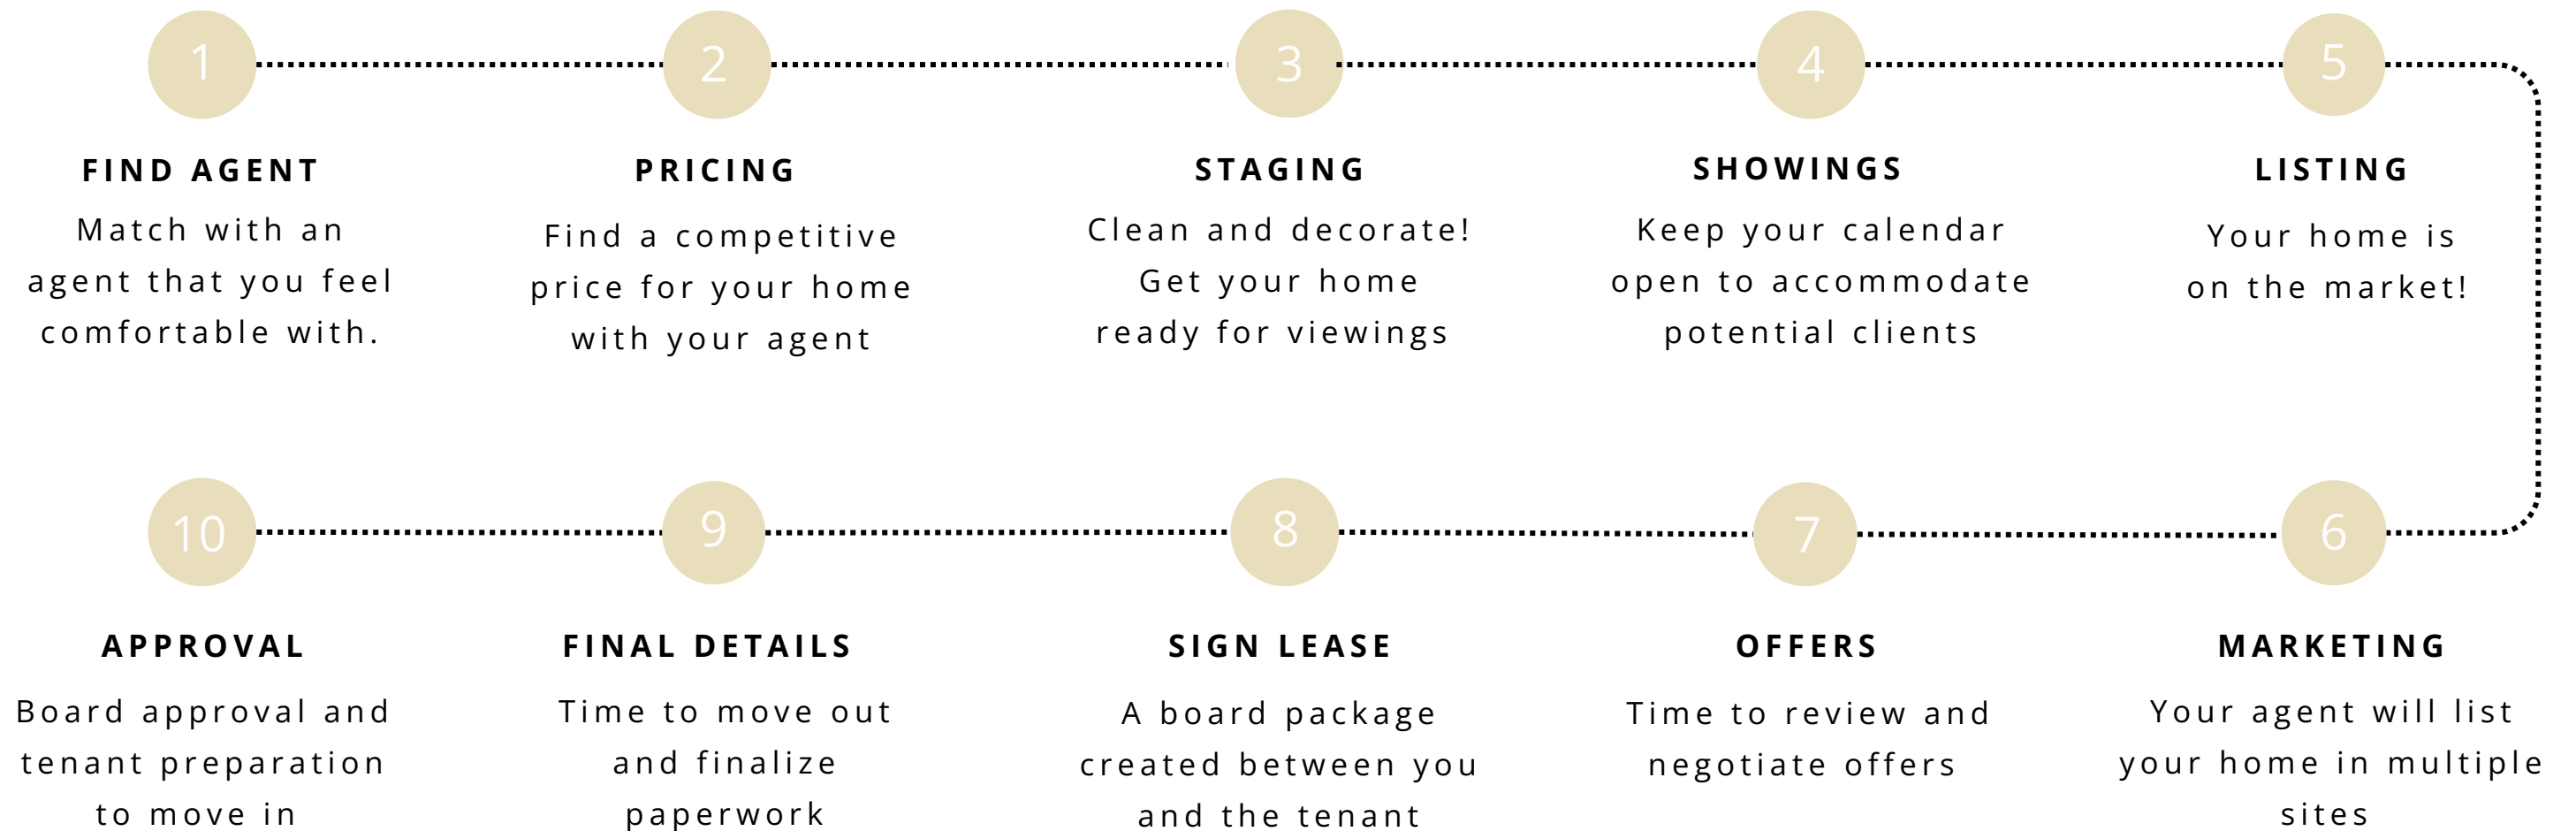 1
FIND AGENT
Match with an
agent that you feel
comfortable with.
2
PRICING
Find a competitive
price for your home
with your agent
3
STAGING
Clean and decorate!
Get your home
ready for viewings
4
SHOWINGS
Keep your calendar
open to accommodate
potential clients
5
LISTING
Your home is
on the market!
6
MARKETING
Your agent will list
your home in multiple
sites
7
OFFERS
Time to review and
negotiate offers
8
SIGN LEASE
A board package
created between you
and the tenant
9
FINAL DETAILS
Time to move out
and finalize
paperwork
10
APPROVAL
Board approval and
tenant preparation
to move in